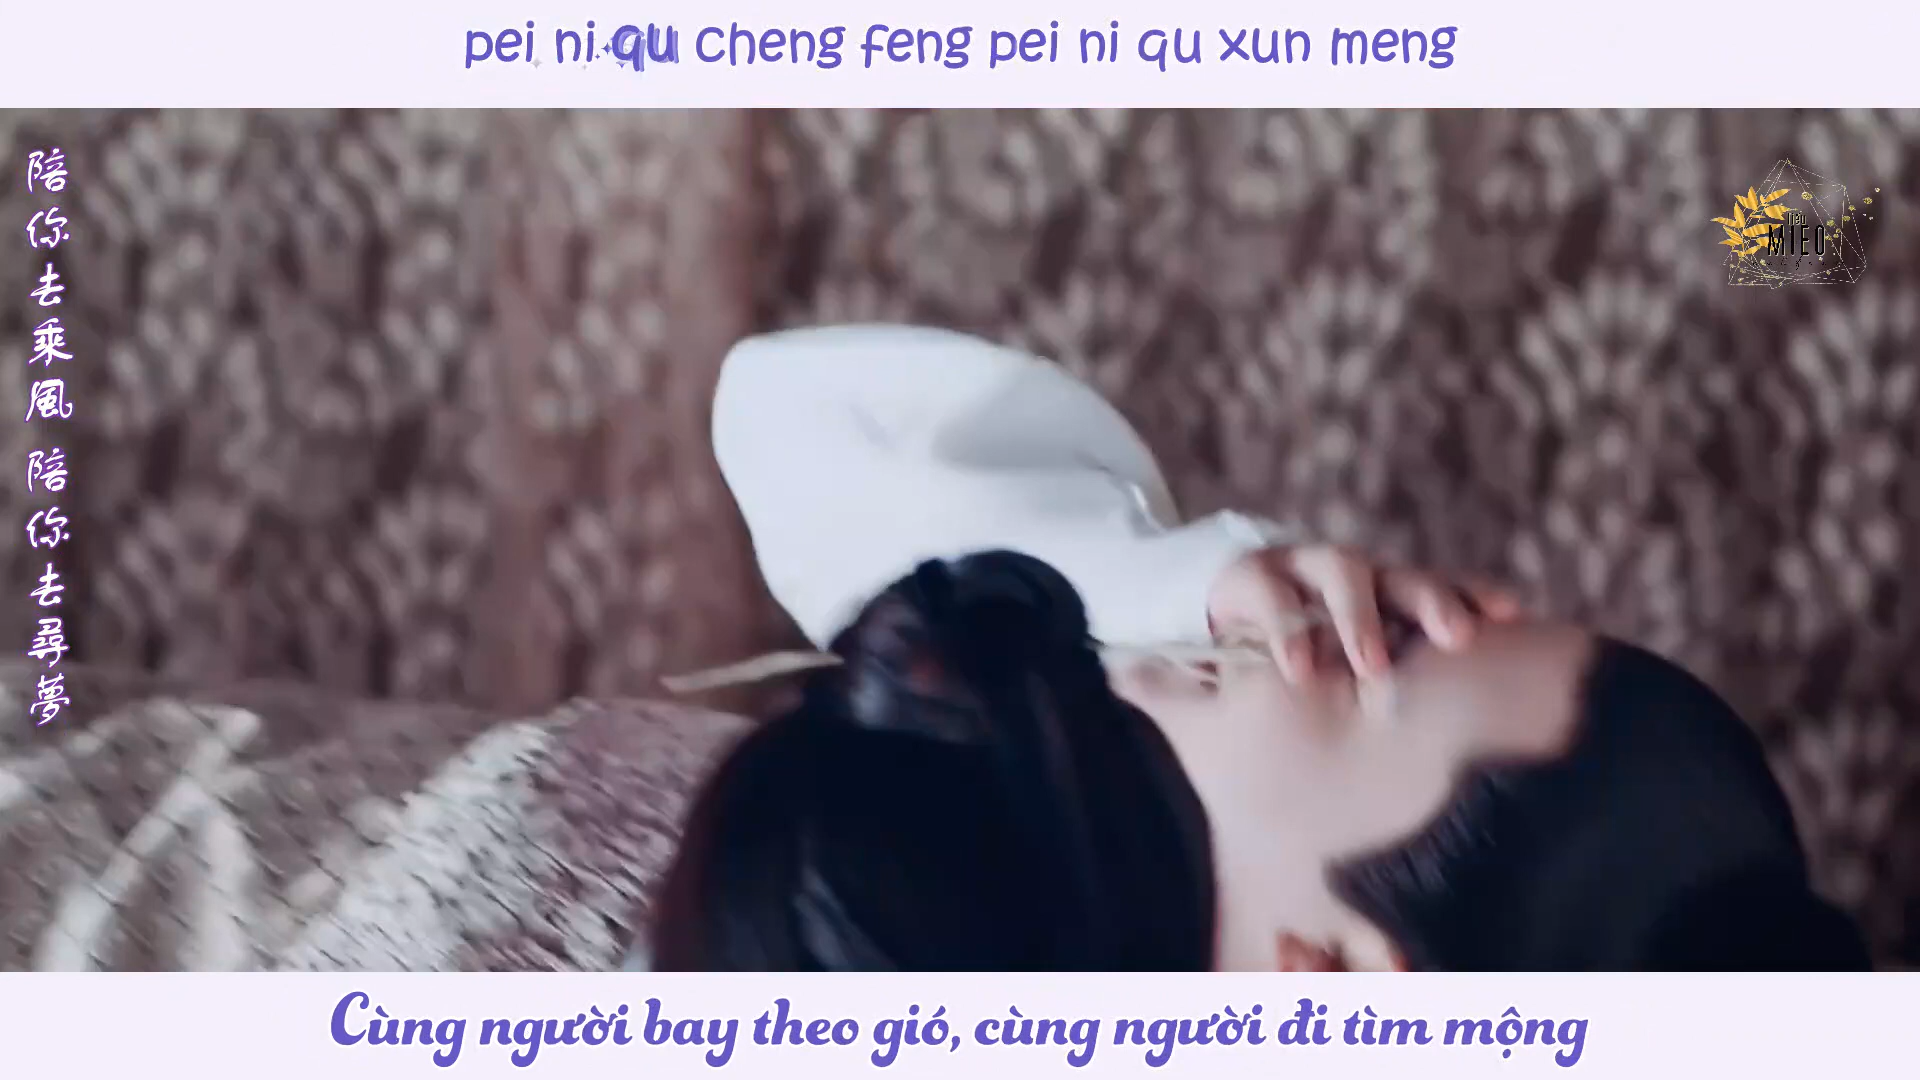 pei ni qu cheng feng pei ni qu xun meng
陪你去乘風 陪你去尋夢
MIEO
Cùng người bay theo gió, cùng người đi tìm mộng